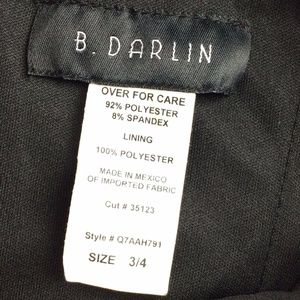 B. DARLIN
OVER FOR CARE
92% POLYESTER
8% SPANDEX
LINING
100% POLYESTER
MADE IN MEXICO
OF IMPORTED FABRIC
Cut # 35123
Style # Q7AAH791
SIZE 3/4